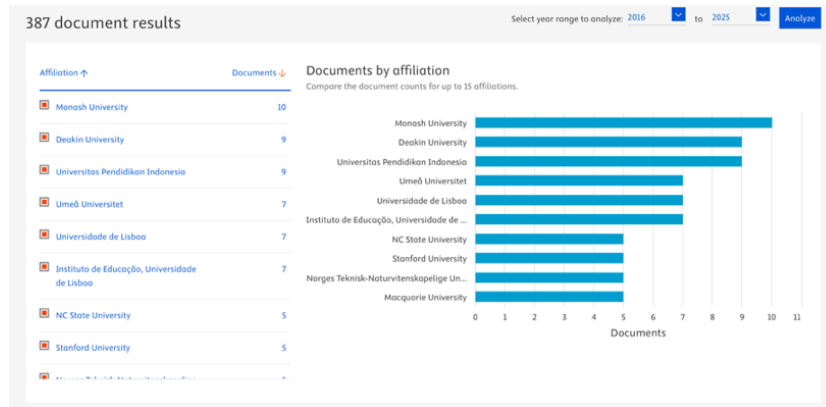 387 document results
Select year range to analyze: 2016 to 2025 Analyze
Affiliation ↑ Documents ↓
Monash University 10
Deakin University 9
Universitas Pendidikan Indonesia 9
Umeå Universitet 7
Universidade de Lisboa 7
Instituto de Educação, Universidade
de Lisboa 7
NC State University 5
Stanford University 5
Documents by affiliation
Compare the document counts for up to 15 affiliations.
Monash University
Deakin University
Universitas Pendidikan Indonesia
Umeå Universitet
Universidade de Lisboa
Instituto de Educação, Universidade de ...
NC State University
Stanford University
Norges Teknisk-Naturvitenskapelige Un...
Macquarie University
0 1 2 3 4 5 6 7 8 9 10 11
Documents